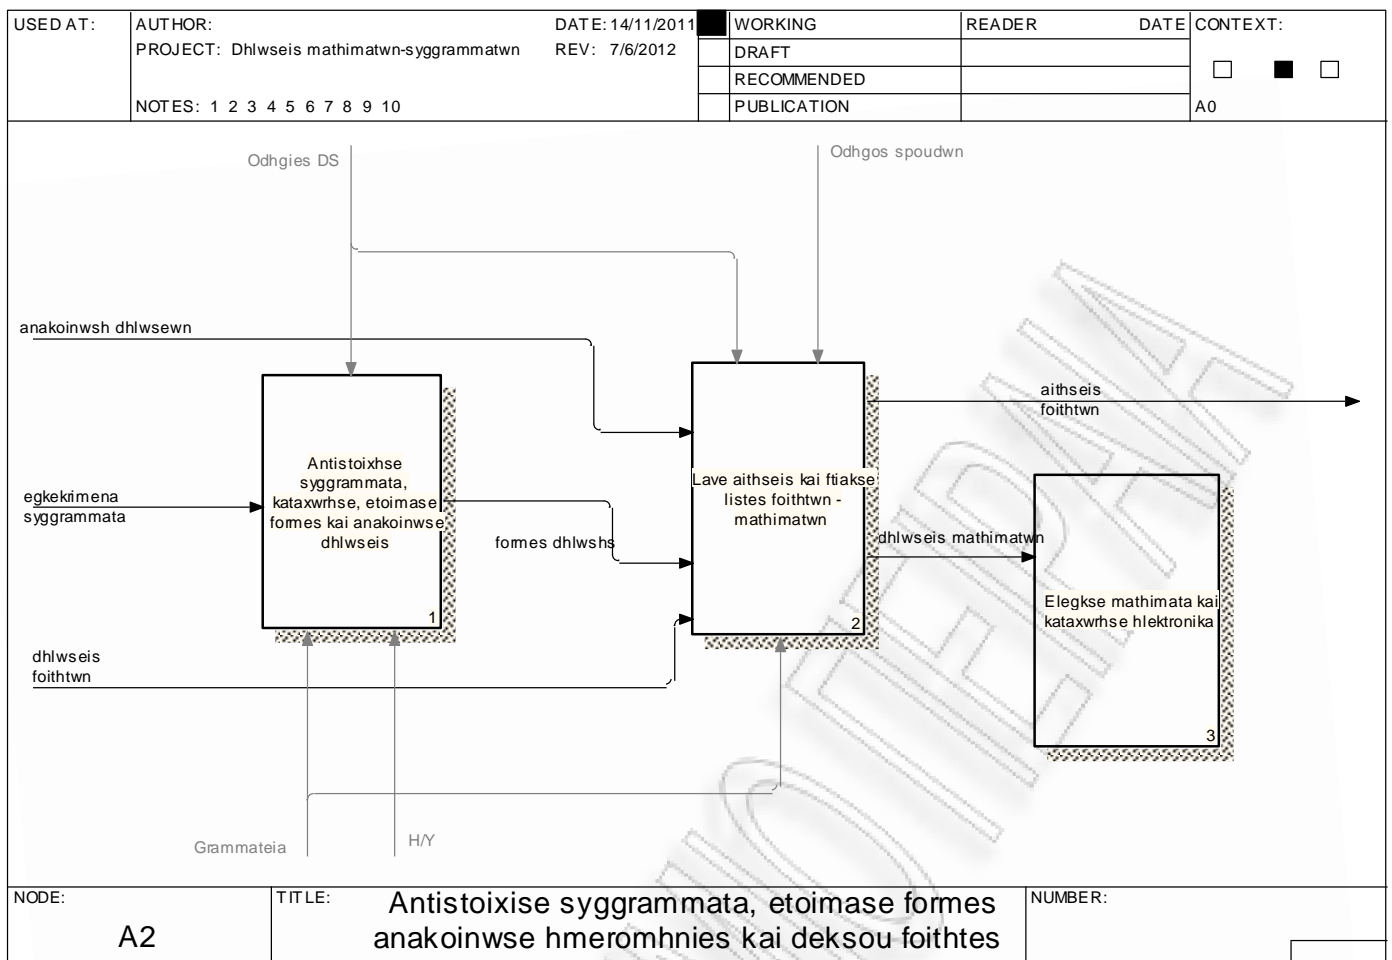 USED AT:
AUTHOR:
DATE: 14/11/2011
PROJECT: Dhlwseis mathimatwn-syggrammatwn
REV: 7/6/2012
NOTES: 1 2 3 4 5 6 7 8 9 10
WORKING
DRAFT
RECOMMENDED
PUBLICATION
READER
DATE
CONTEXT:
A0
Odhgies DS
Odhgos spoudwn
anakoinwsh dhlwsewn
aithseis
foithtwn
Antistoixhse
syggrammata,
kataxwrhse, etoimase
formes kai anakoinwse
dhlwseis
1
egkekrimena
syggrammata
Lave aithseis kai ftiakse
listes foithtwn -
mathimatwn
2
formes dhlwshs
dhlwseis mathimatwn
Elegkse mathimata kai
kataxwrhse hlektronika
3
dhlwseis
foithtwn
Grammateia
H/Y
NODE:
A2
TITLE:
Antistoixise syggrammata, etoimase formes
anakoinwse hmeromhnies kai deksou foithtes
NUMBER: